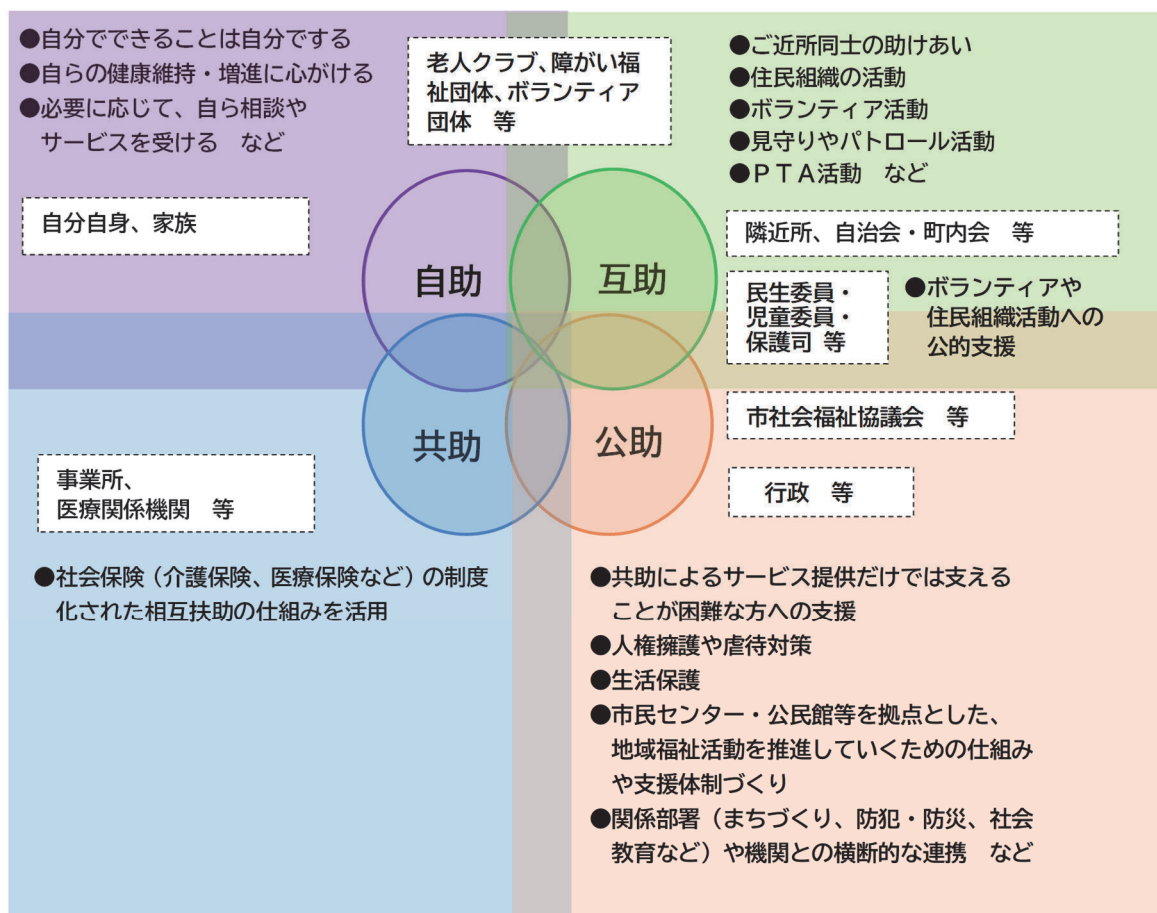 ●自分でできることは自分でする
●自らの健康維持・増進に心がける
●必要に応じて、自ら相談や
サービスを受ける　など
自分自身、家族
老人クラブ、障がい福
祉団体、ボランティア
団体　等
●ご近所同士の助けあい
●住民組織の活動
●ボランティア活動
●見守りやパトロール活動
●ＰＴＡ活動　など
隣近所、自治会・町内会　等
民生委員・
児童委員・
保護司 等
●ボランティアや
住民組織活動への
公的支援
自助
互助
共助
公助
市社会福祉協議会　等
行政　等
事業所、
医療関係機関　等
●社会保険（介護保険、医療保険など）の制度
化された相互扶助の仕組みを活用
●共助によるサービス提供だけでは支える
ことが困難な方への支援
●人権擁護や虐待対策
●生活保護
●市民センター・公民館等を拠点とした、
地域福祉活動を推進していくための仕組み
や支援体制づくり
●関係部署（まちづくり、防犯・防災、社会
教育など）や機関との横断的な連携　など